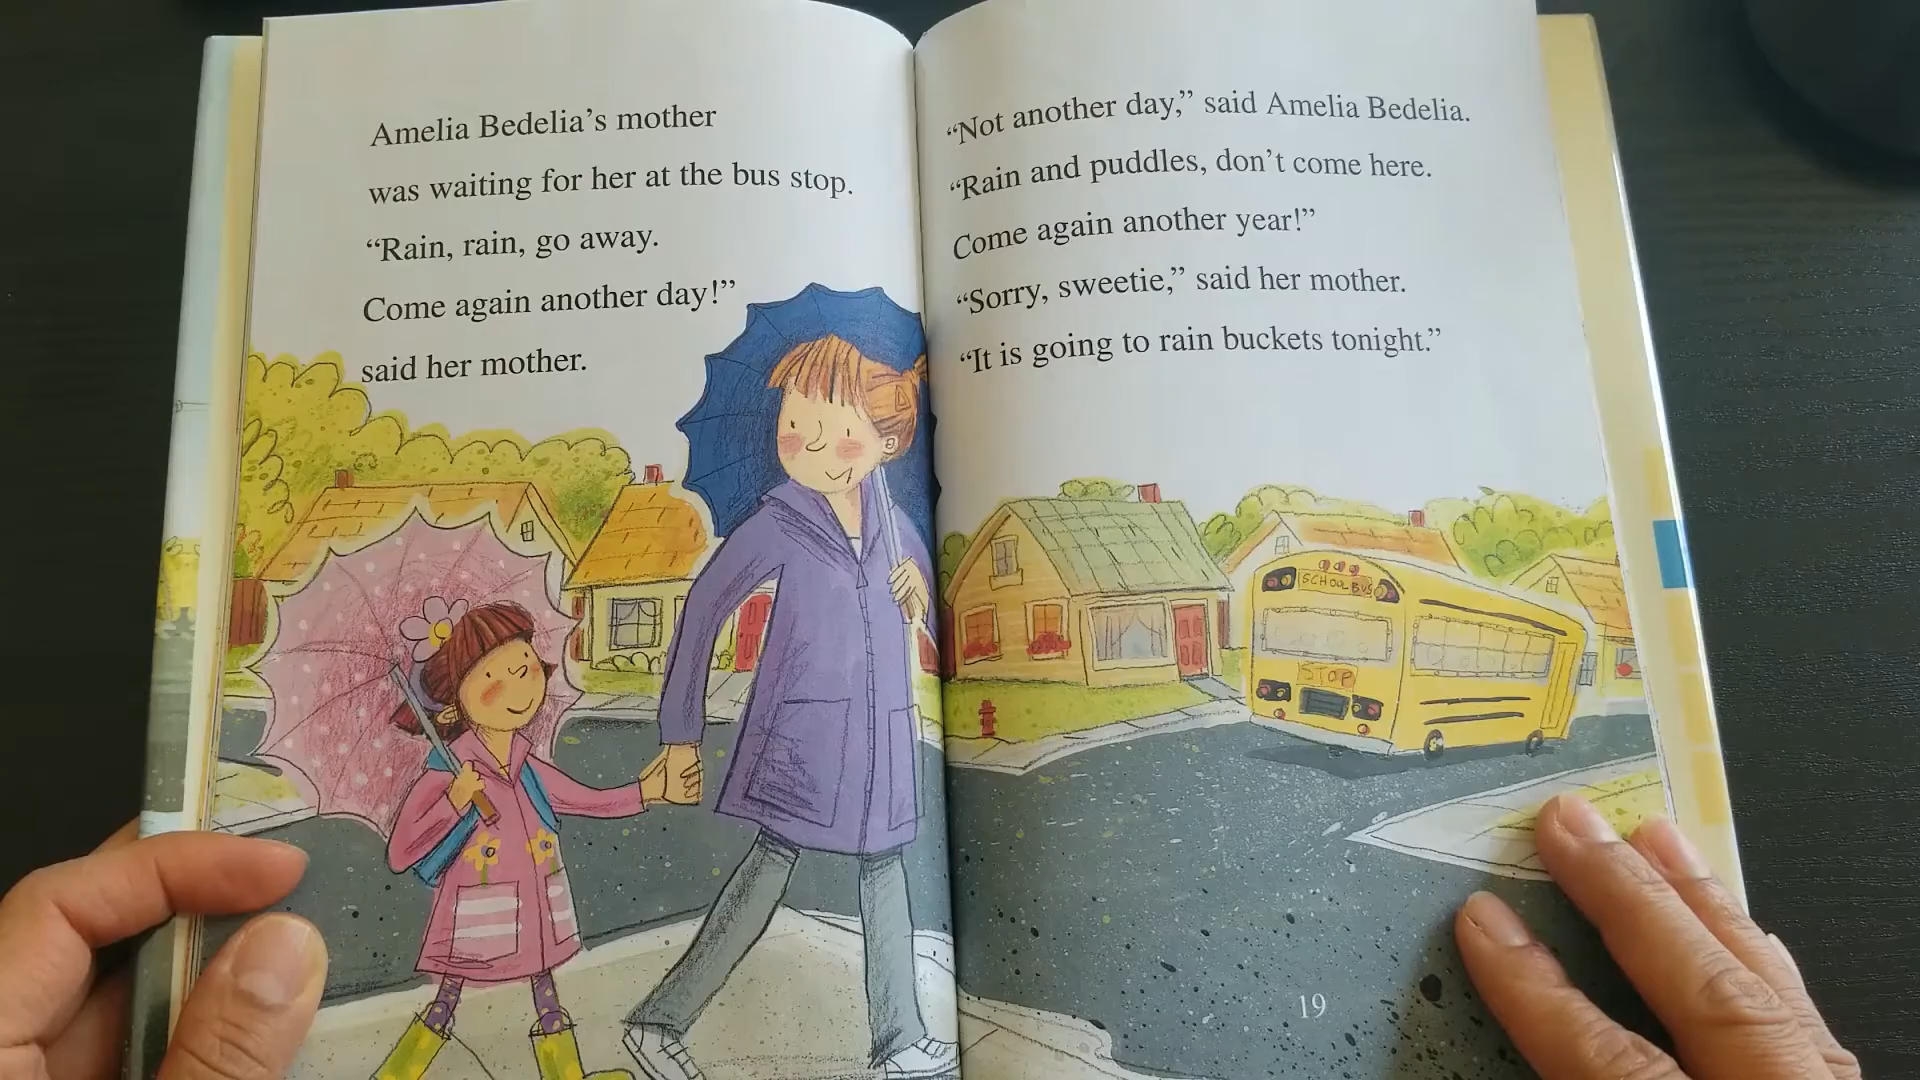 Amelia Bedelia’s mother
was waiting for her at the bus stop.
“Rain, rain, go away.
Come again another day!”
said her mother.
“Not another day,” said Amelia Bedelia.
“Rain and puddles, don’t come here.
Come again another year!”
“Sorry, sweetie,” said her mother.
“It is going to rain buckets tonight.”
SCHOOL BUS
STOP
19